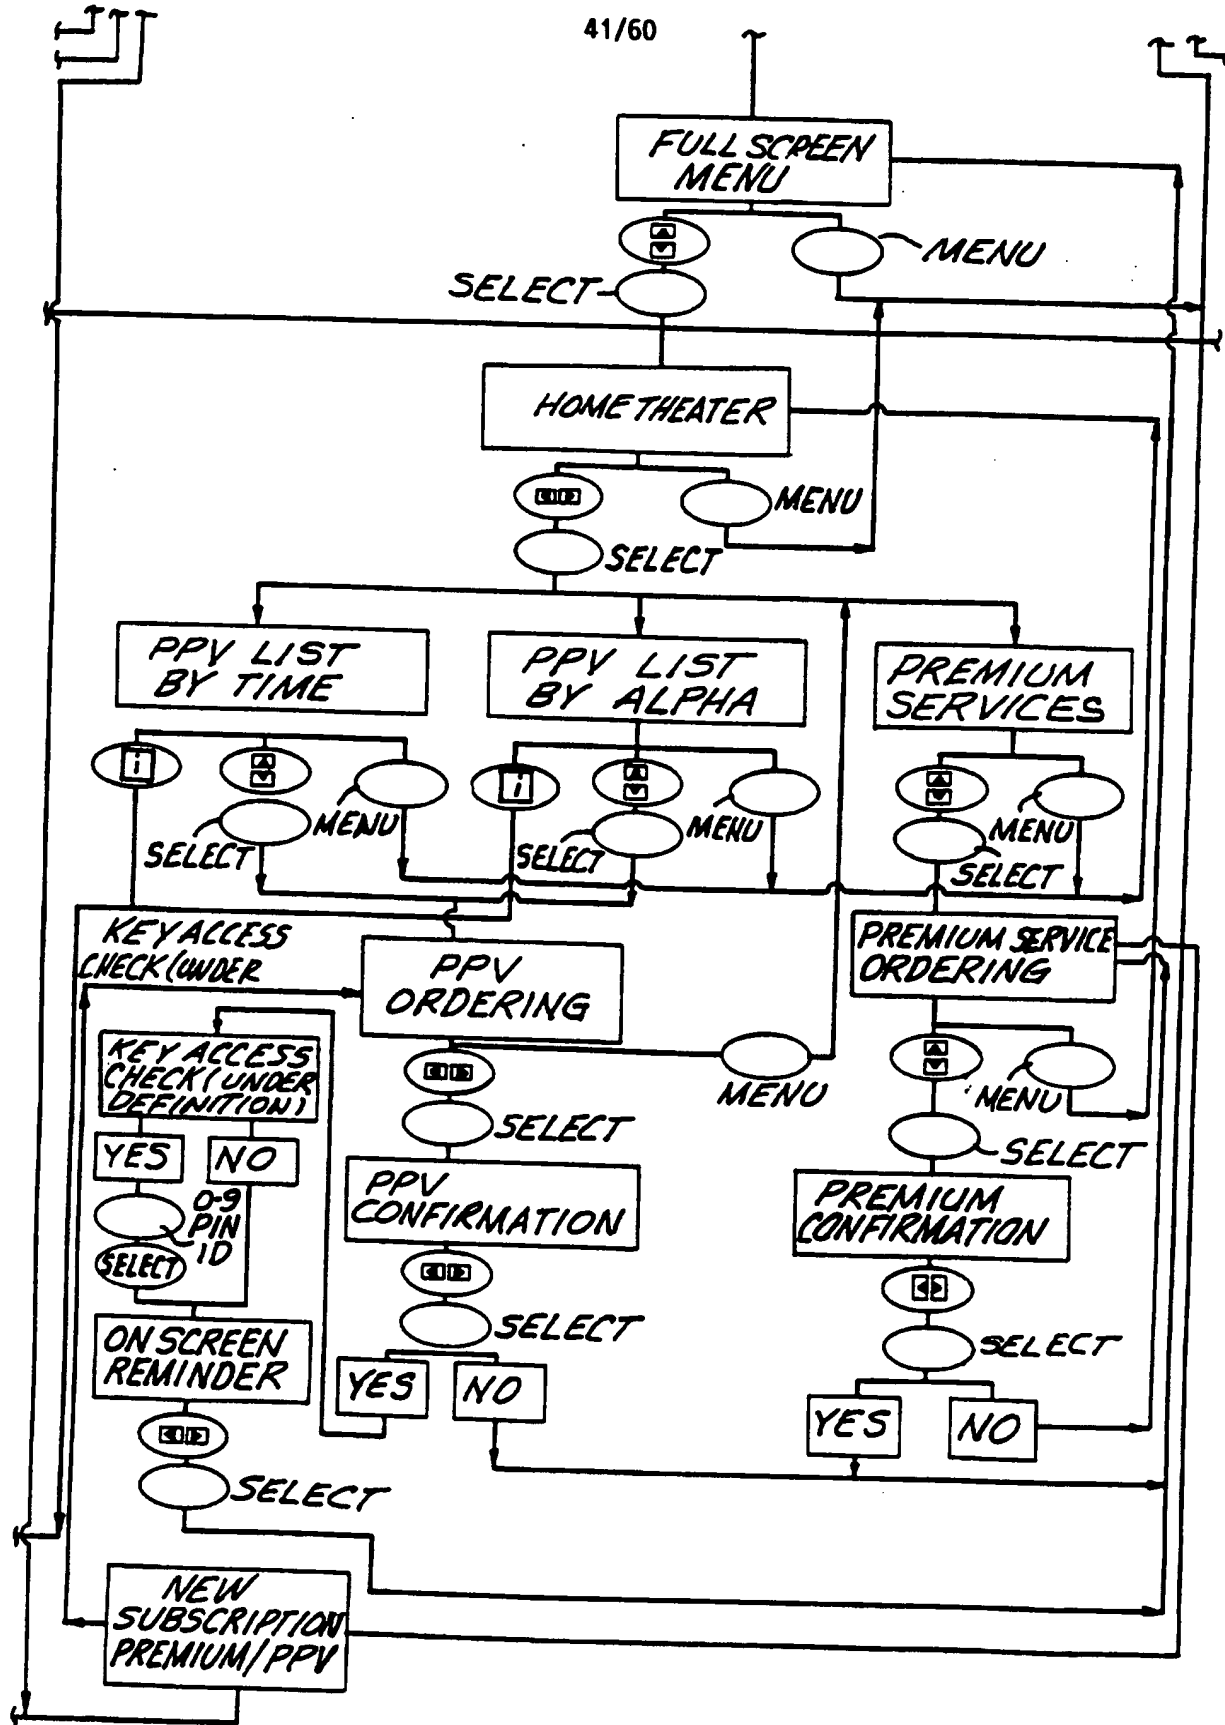 41/60
FULL SCREEN
MENU
MENU
SELECT
HOME THEATER
MENU
SELECT
PPV LIST
BY TIME
PPV LIST
BY ALPHA
PREMIUM
SERVICES
i
i
MENU
SELECT
MENU
SELECT
MENU
SELECT
KEY ACCESS
CHECK (UNDER
PPV
ORDERING
PREMIUM SERVICE
ORDERING
KEY ACCESS
CHECK (UNDER
DEFINITION)
MENU
MENU
SELECT
SELECT
YES
NO
0-9
PIN
ID
SELECT
PPV
CONFIRMATION
PREMIUM
CONFIRMATION
SELECT
SELECT
ON SCREEN
REMINDER
YES
NO
YES
NO
SELECT
NEW
SUBSCRIPTION
PREMIUM/PPV